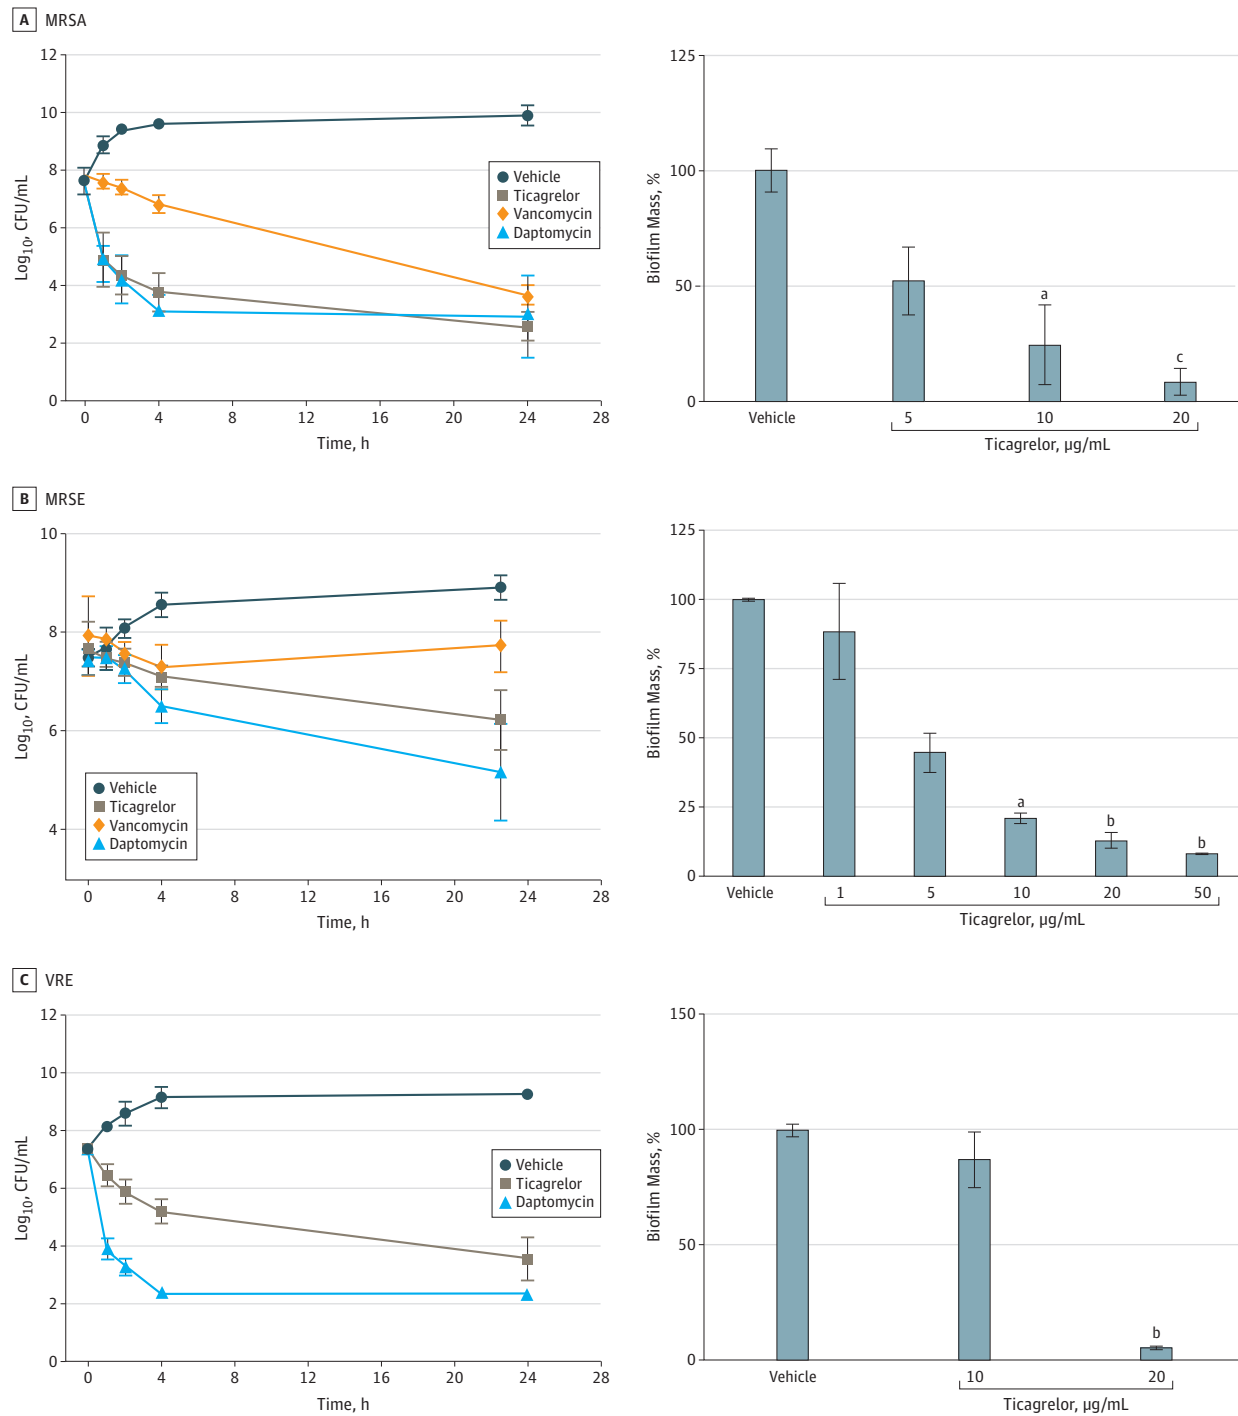 A MRSA
12
10
8
6
4
2
0
Log10, CFU/mL
0 4 8 12 16 20 24 28
Time, h
Vehicle
Ticagrelor
Vancomycin
Daptomycin
125
100
50
0
Biofilm Mass, %
a
c
Vehicle 5 10 20
Ticagrelor, µg/mL
B MRSE
10
8
6
4
Log10, CFU/mL
0 4 8 12 16 20 24 28
Time, h
Vehicle
Ticagrelor
Vancomycin
Daptomycin
125
100
75
50
25
0
Biofilm Mass, %
a
b
b
Vehicle 1 5 10 20 50
Ticagrelor, µg/mL
C VRE
12
10
8
6
4
2
0
Log10, CFU/mL
0 4 8 12 16 20 24 28
Time, h
Vehicle
Ticagrelor
Daptomycin
150
100
50
0
Biofilm Mass, %
b
Vehicle 10 20
Ticagrelor, µg/mL